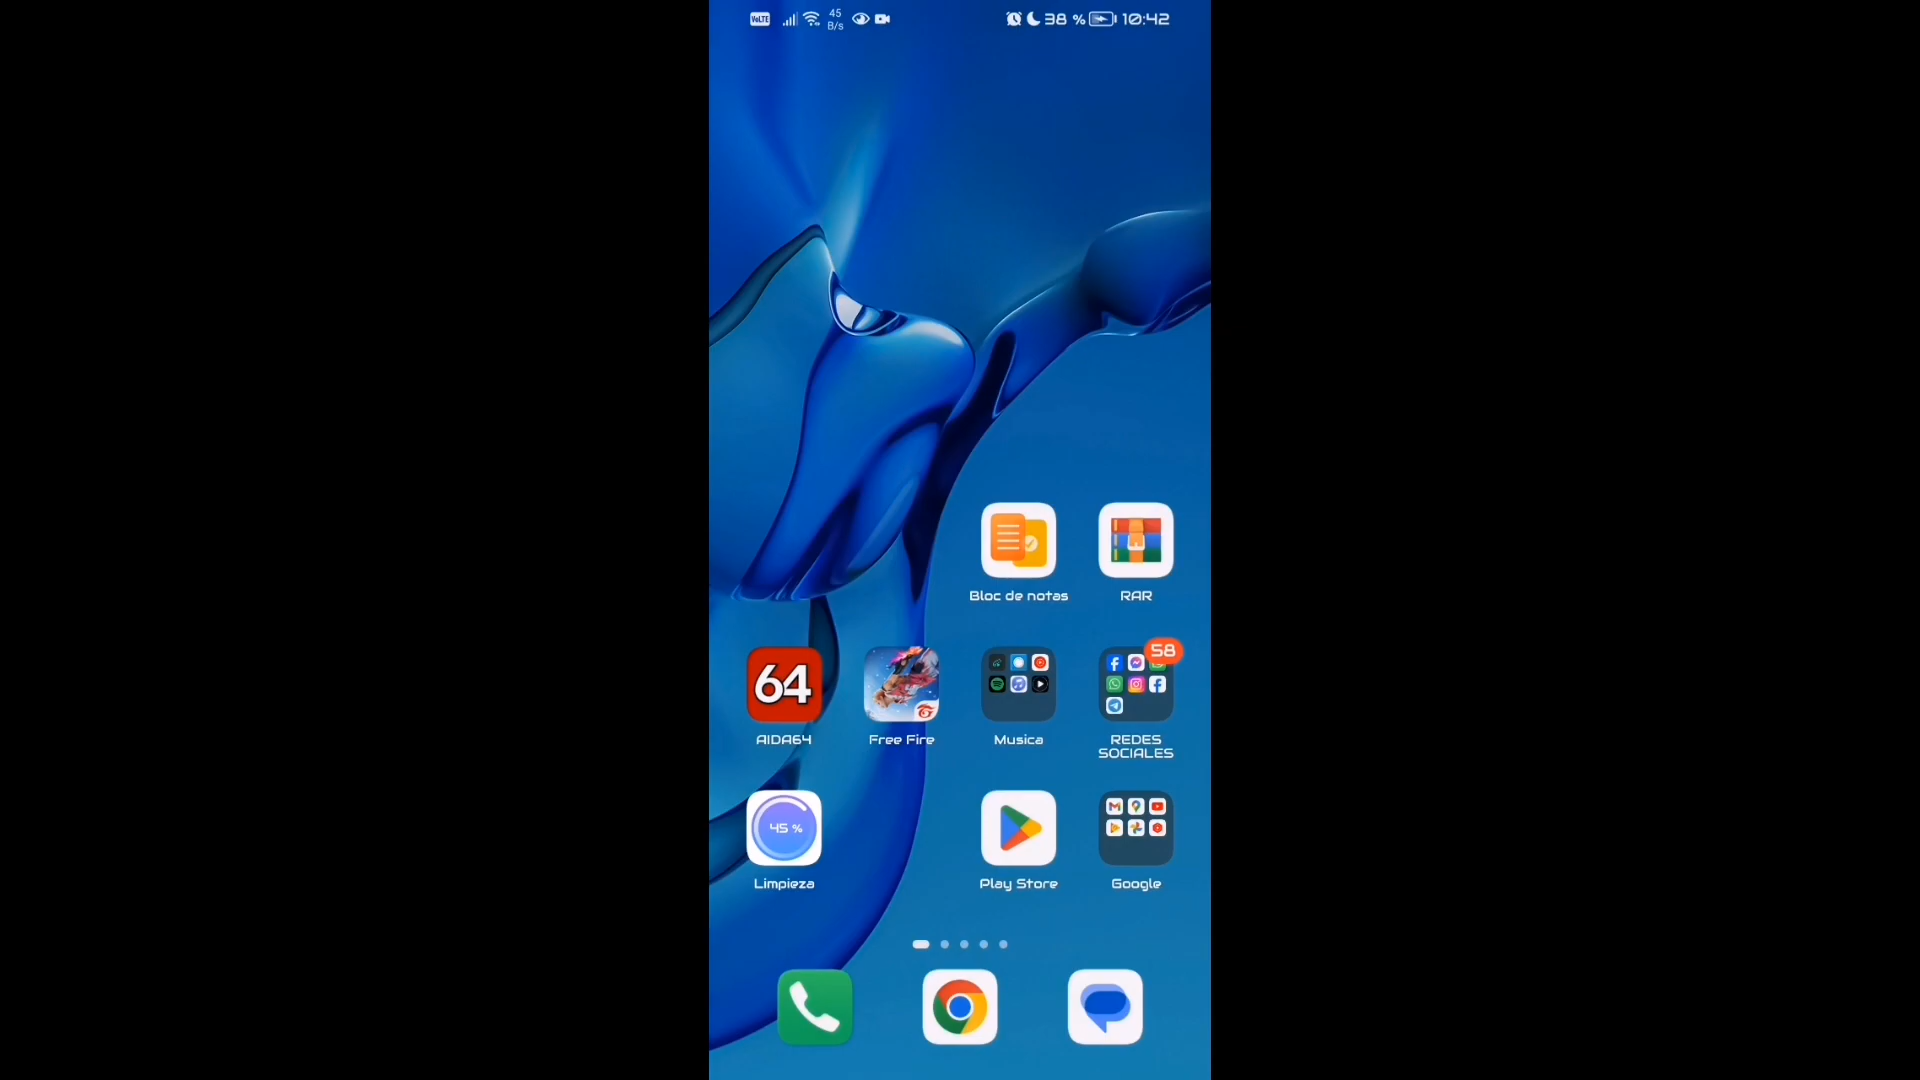 VoLTE 45 B/s 38 % 10:42
Bloc de notas RAR
58
64
AIDA64 Free Fire Musica REDES SOCIALES
45 %
Limpieza Play Store Google